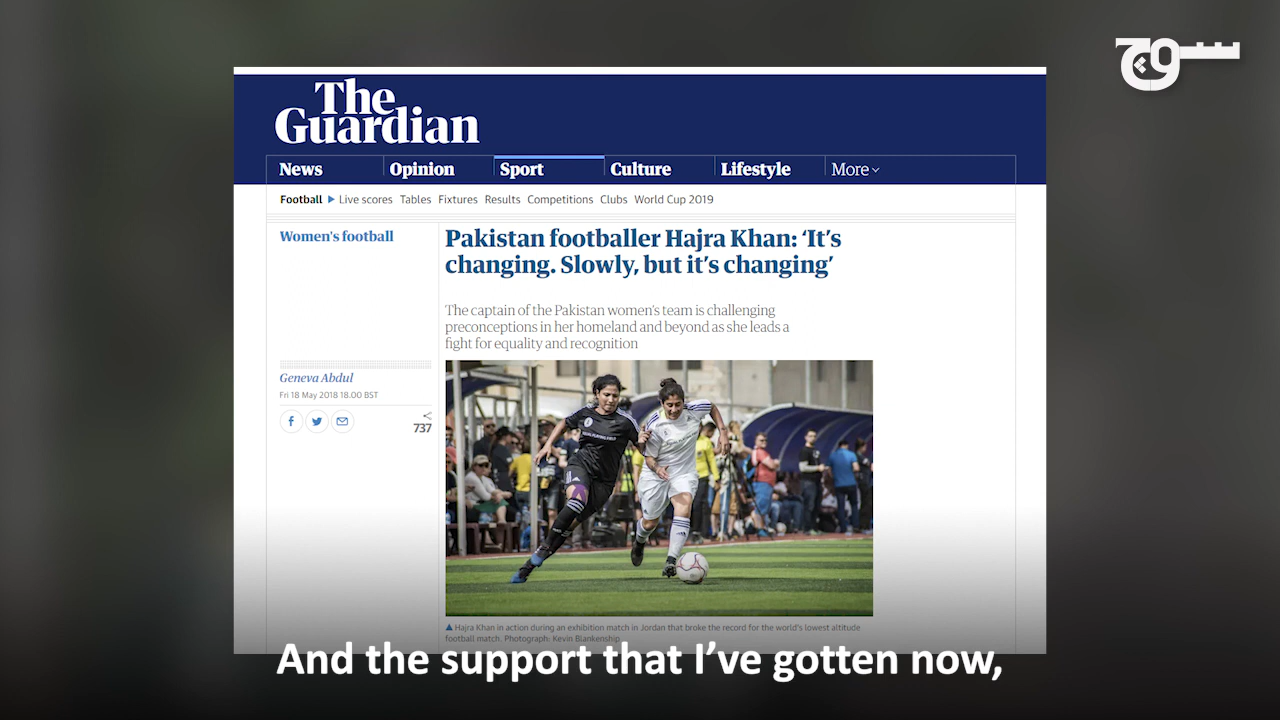 سوچ
The
Guardian
News
Opinion
Sport
Culture
Lifestyle
More
Football
Live scores
Tables
Fixtures
Results
Competitions
Clubs
World Cup 2019
Women's football
Pakistan footballer Hajra Khan: ‘It’s
changing. Slowly, but it’s changing’
The captain of the Pakistan women’s team is challenging
preconceptions in her homeland and beyond as she leads a
fight for equality and recognition
Geneva Abdul
Fri 18 May 2018 18.00 BST
737
Hajra Khan in action during an exhibition match in Jordan that broke the record for the world's lowest altitude
football match. Photograph: Kevin Blankenship
And the support that I’ve gotten now,